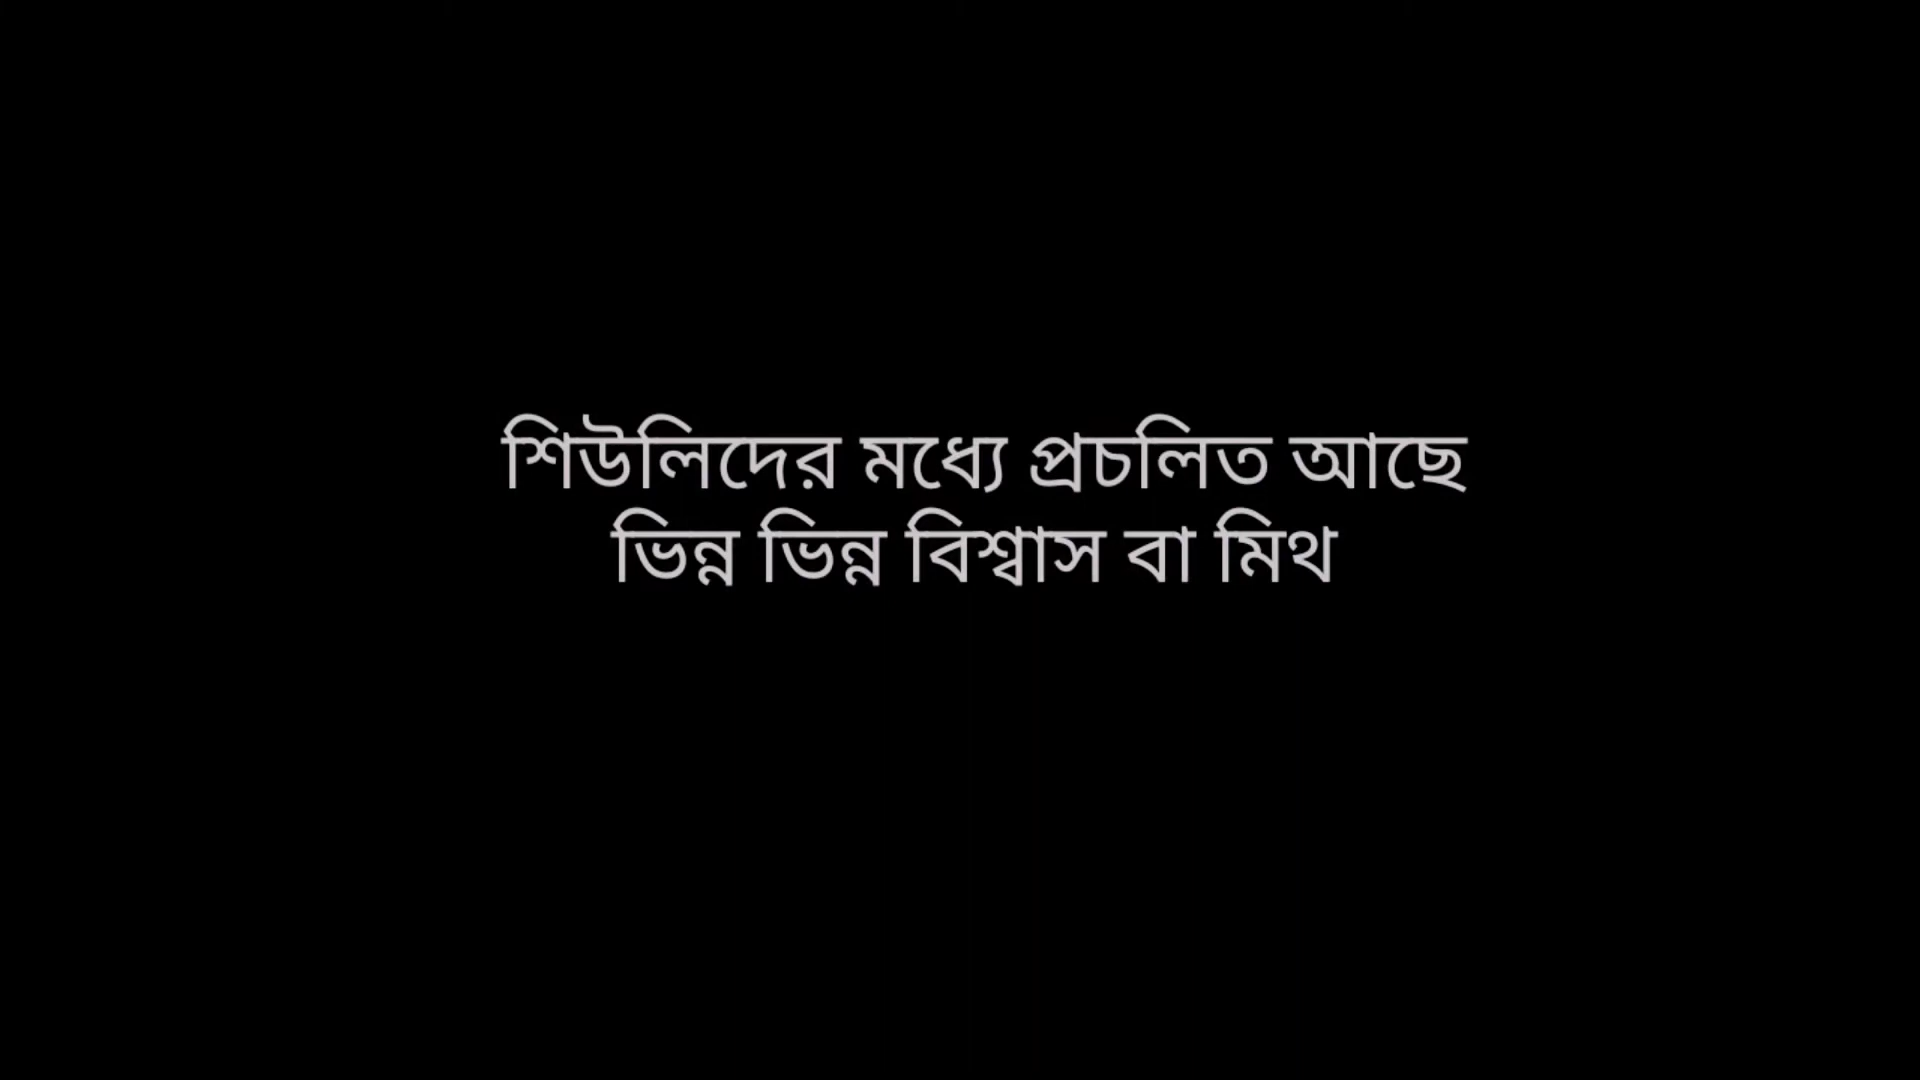 শিউলিদের মধ্যে প্রচলিত আছে
ভিন্ন ভিন্ন বিশ্বাস বা মিথ